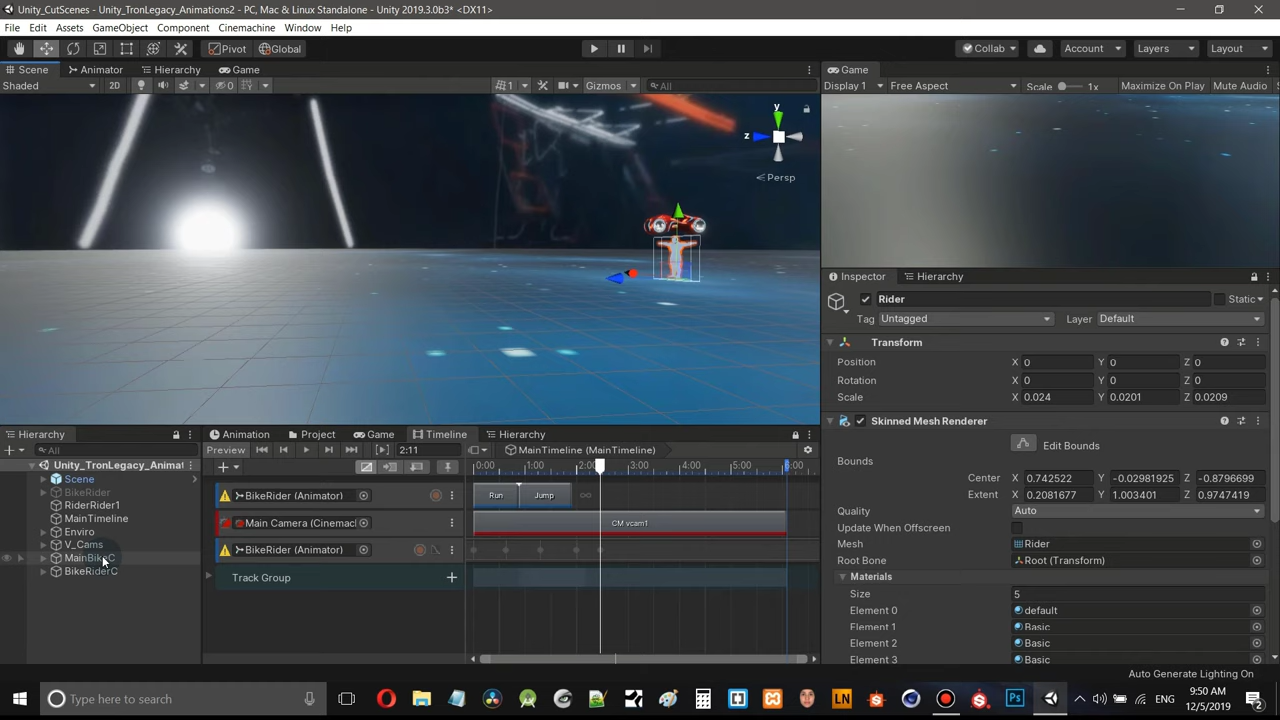 Unity_CutScenes - Unity_TronLegacy_Animations2 - PC, Mac & Linux Standalone - Unity 2019.3.0b3* <DX11>
File Edit Assets GameObject Component Cinemachine Window Help
Pivot Global Collab Account Layers Layout
Scene Animator Hierarchy Game
Shaded 2D 0 1 Gizmos All
Game
Display 1 Free Aspect Scale 1x Maximize On Play Mute Audio
y
z
Persp
Inspector Hierarchy
Rider Static
Tag Untagged Layer Default
Transform
Position X 0 Y 0 Z 0
Rotation X 0 Y 0 Z 0
Scale X 0.024 Y 0.0201 Z 0.0209
Skinned Mesh Renderer
Edit Bounds
Bounds
Center X 0.742522 Y -0.02981925 Z -0.8796699
Extent X 0.2081677 Y 1.003401 Z 0.9747419
Quality Auto
Update When Offscreen
Mesh Rider
Root Bone Root (Transform)
Materials
Size 5
Element 0 default
Element 1 Basic
Element 2 Basic
Element 3 Basic
Auto Generate Lighting On
Hierarchy
All
Unity_TronLegacy_Animat
Scene
BikeRider
RiderRider1
MainTimeline
Enviro
V_Cams
MainBikeC
BikeRiderC
Animation Project Game Timeline Hierarchy
Preview 2:11 MainTimeline (MainTimeline)
0:00 1:00 2:00 3:00 4:00 5:00
BikeRider (Animator) Run Jump
Main Camera (Cinemac CM vcam1
BikeRider (Animator)
Track Group
Type here to search
LN
Ps
ENG
9:50 AM
12/5/2019